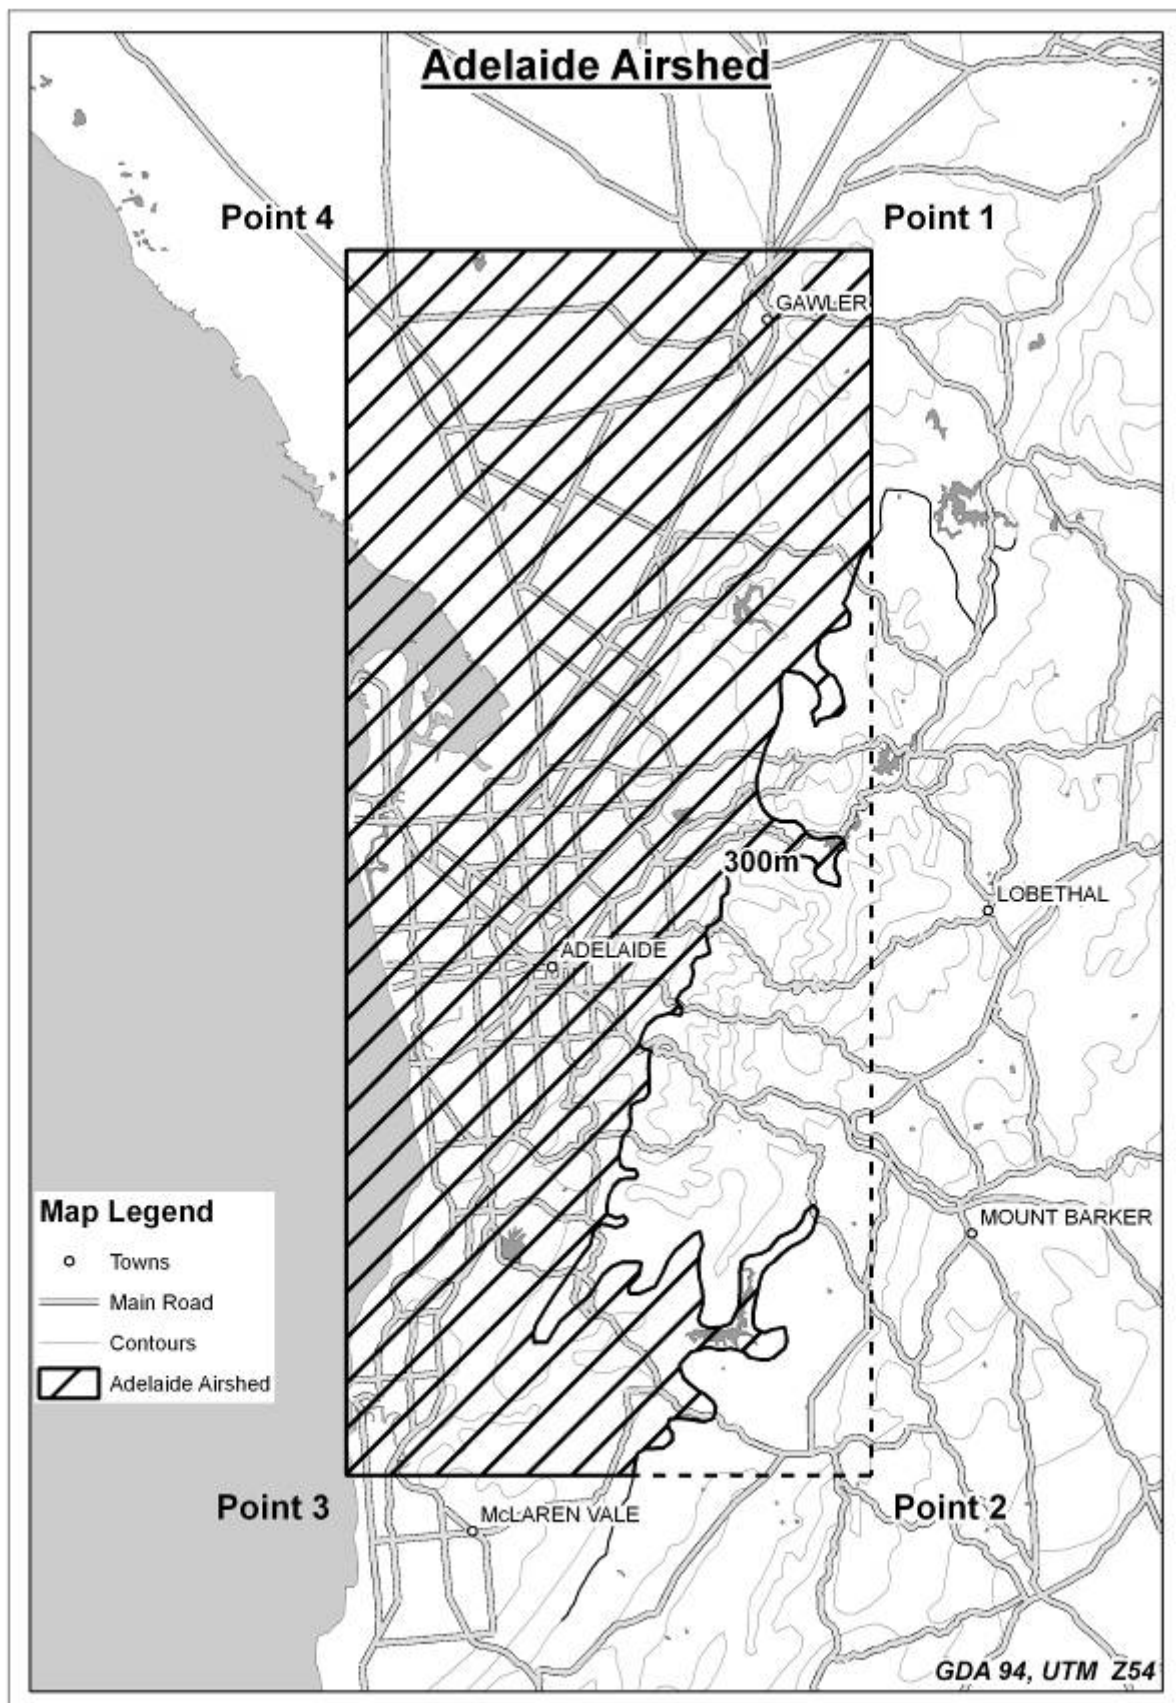 Adelaide Airshed
Point 4
Point 1
GAWLER
300m
LOBETHAL
ADELAIDE
Map Legend
Towns
Main Road
Contours
Adelaide Airshed
MOUNT BARKER
Point 3
McLAREN VALE
Point 2
GDA 94, UTM Z54